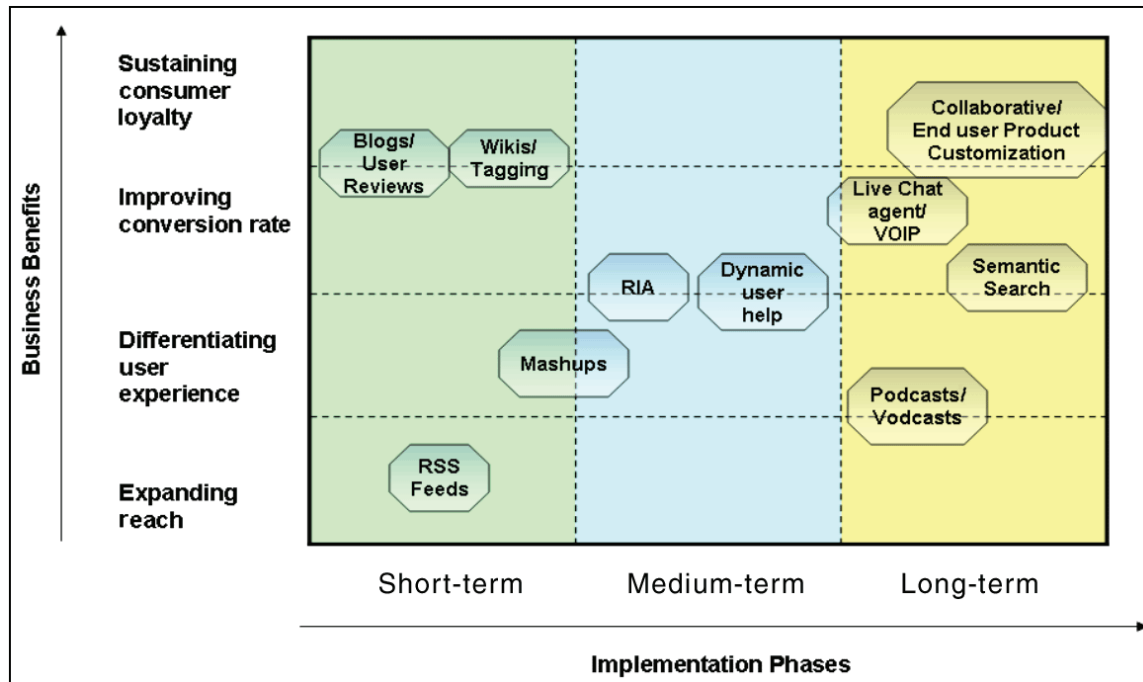 Business Benefits
Sustaining
consumer
loyalty
Improving
conversion rate
Differentiating
user
experience
Expanding
reach
Blogs/
User
Reviews
Wikis/
Tagging
Collaborative/
End user Product
Customization
Live Chat
agent/
VOIP
Semantic
Search
RIA
Dynamic
user
help
Mashups
Podcasts/
Vodcasts
RSS
Feeds
Short-term
Medium-term
Long-term
Implementation Phases